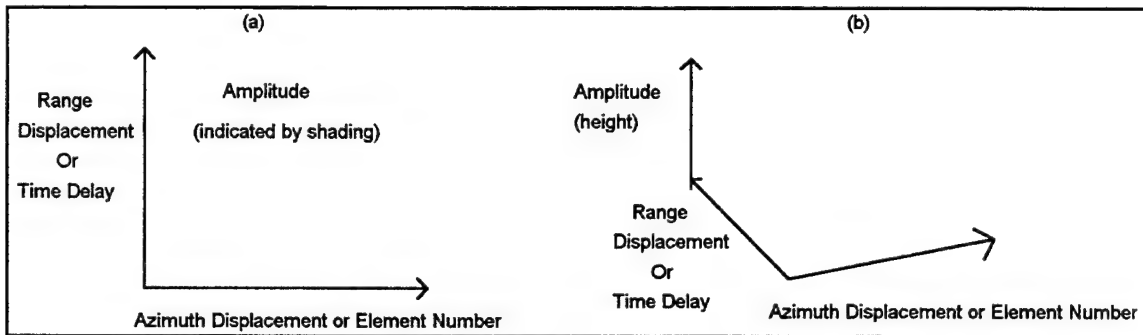 (a)
Range
Displacement
Or
Time Delay
Amplitude
(indicated by shading)
Azimuth Displacement or Element Number
(b)
Amplitude
(height)
Range
Displacement
Or
Time Delay
Azimuth Displacement or Element Number